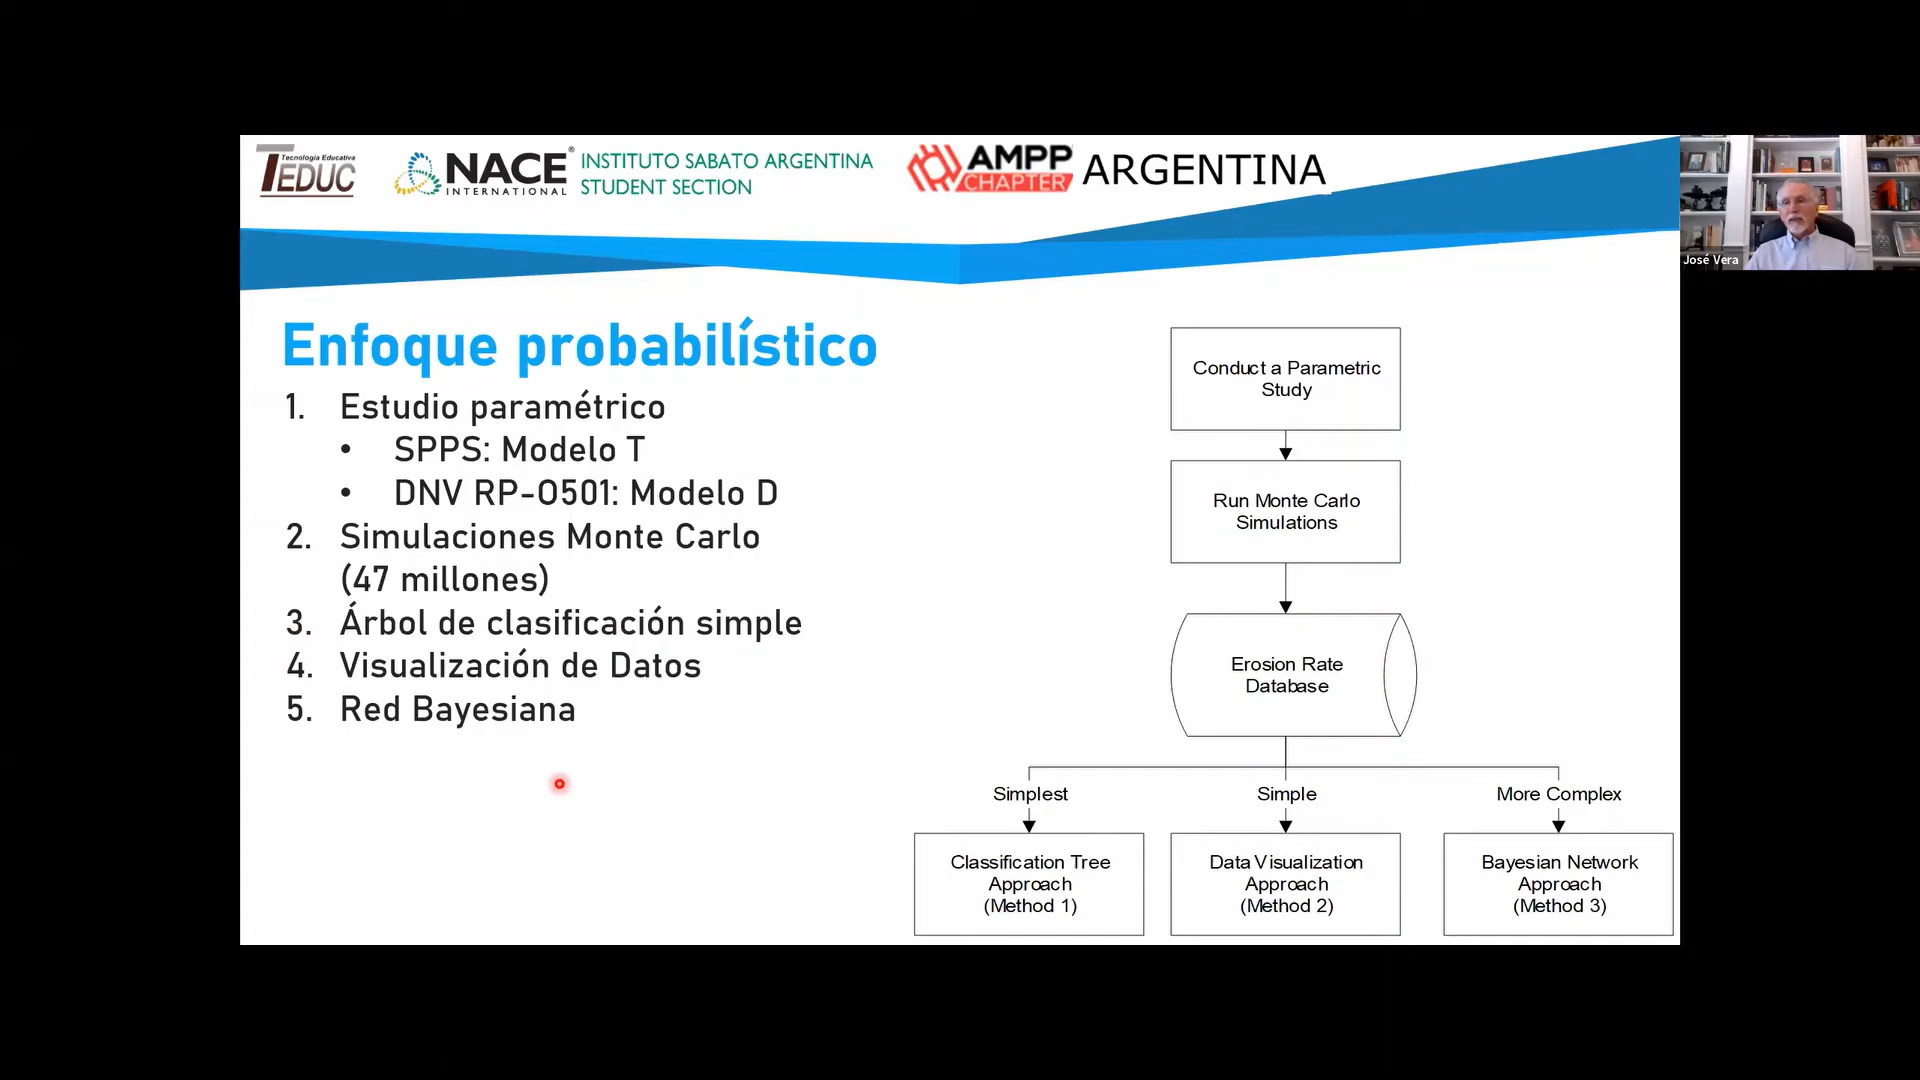 Tecnología Educativa
TEDUC
NACE®
INTERNATIONAL
INSTITUTO SABATO ARGENTINA
STUDENT SECTION
AMPP
CHAPTER
ARGENTINA
José Vera
Enfoque probabilístico
1. Estudio paramétrico
• SPPS: Modelo T
• DNV RP-O501: Modelo D
2. Simulaciones Monte Carlo
(47 millones)
3. Árbol de clasificación simple
4. Visualización de Datos
5. Red Bayesiana
Conduct a Parametric
Study
Run Monte Carlo
Simulations
Erosion Rate
Database
Simplest
Simple
More Complex
Classification Tree
Approach
(Method 1)
Data Visualization
Approach
(Method 2)
Bayesian Network
Approach
(Method 3)